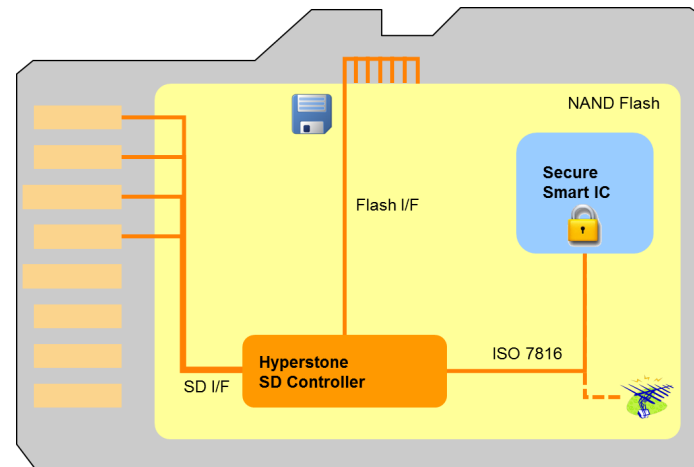 NAND Flash
Secure
Smart IC
Flash I/F
ISO 7816
Hyperstone
SD Controller
SD I/F